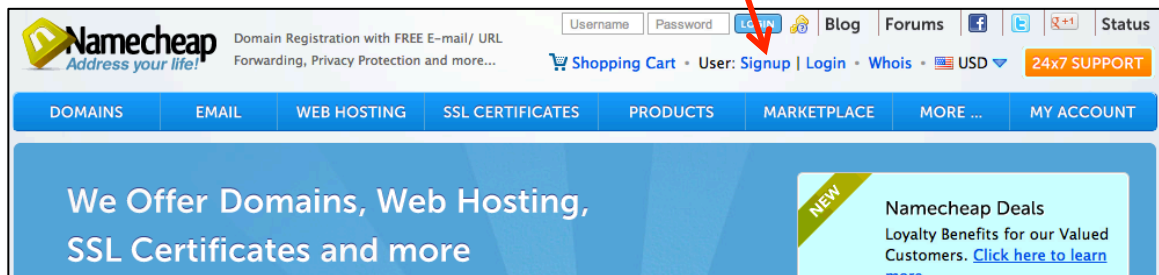 Username Password LOGIN Blog Forums f t g+1 Status
Namecheap
Address your life!
Domain Registration with FREE E-mail/ URL
Forwarding, Privacy Protection and more...
Shopping Cart • User: Signup | Login • Whois • USD 24x7 SUPPORT
DOMAINS EMAIL WEB HOSTING SSL CERTIFICATES PRODUCTS MARKETPLACE MORE ... MY ACCOUNT
We Offer Domains, Web Hosting,
SSL Certificates and more
NEW
Namecheap Deals
Loyalty Benefits for our Valued
Customers. Click here to learn
more